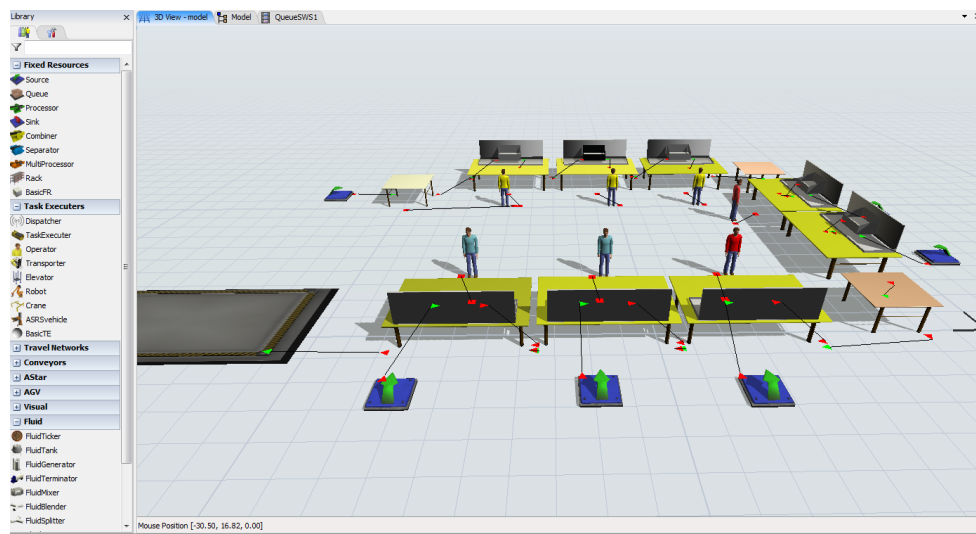 Library
3D View - model
Model
QueueSWS1
Fixed Resources
Source
Queue
Processor
Sink
Combiner
Separator
MultiProcessor
Rack
BasicFR
Task Executers
Dispatcher
TaskExecuter
Operator
Transporter
Elevator
Robot
Crane
ASRSvehicle
BasicTE
Travel Networks
Conveyors
AStar
AGV
Visual
Fluid
FluidTicker
FluidTank
FluidGenerator
FluidTerminator
FluidMixer
FluidBlender
FluidSplitter
Mouse Position [-30.50, 16.82, 0.00]